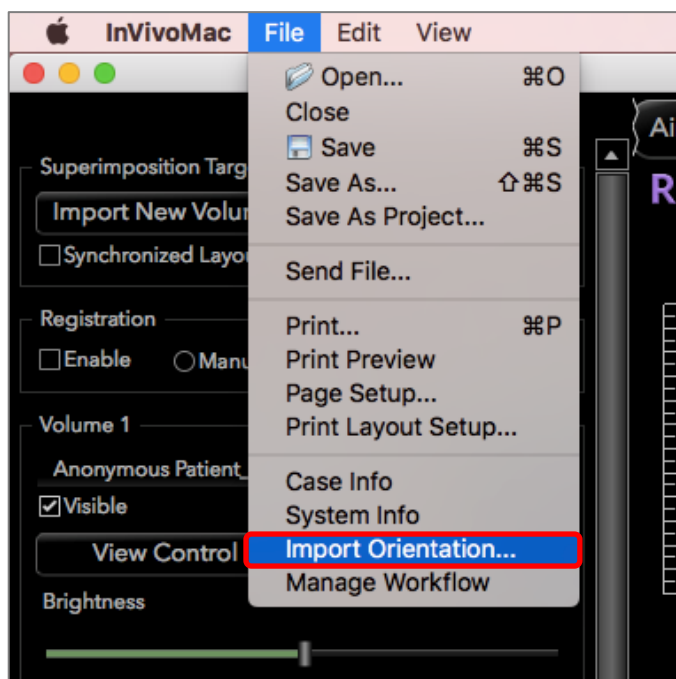 InVivoMac File Edit View
Open... ⌘O
Close
Save ⌘S
Save As... ⇧⌘S
Save As Project...
Send File...
Print... ⌘P
Print Preview
Page Setup...
Print Layout Setup...
Case Info
System Info
Import Orientation...
Manage Workflow
Superimposition Targ
Import New Volu
Synchronized Layo
Registration
Enable Manu
Volume 1
Anonymous Patient_
Visible
View Control
Brightness
Ai
R